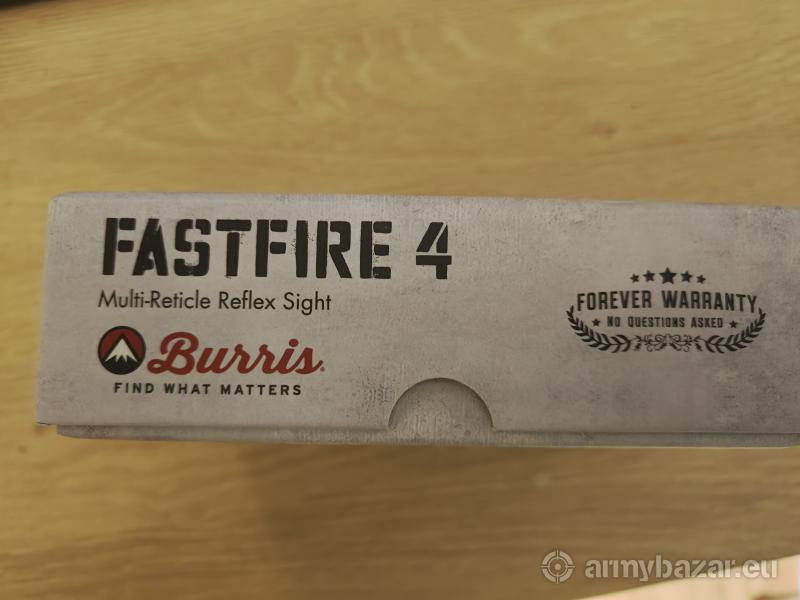 FASTFIRE 4
Multi-Reticle Reflex Sight
Burris
FIND WHAT MATTERS
FOREVER WARRANTY
NO QUESTIONS ASKED
armybazar.eu